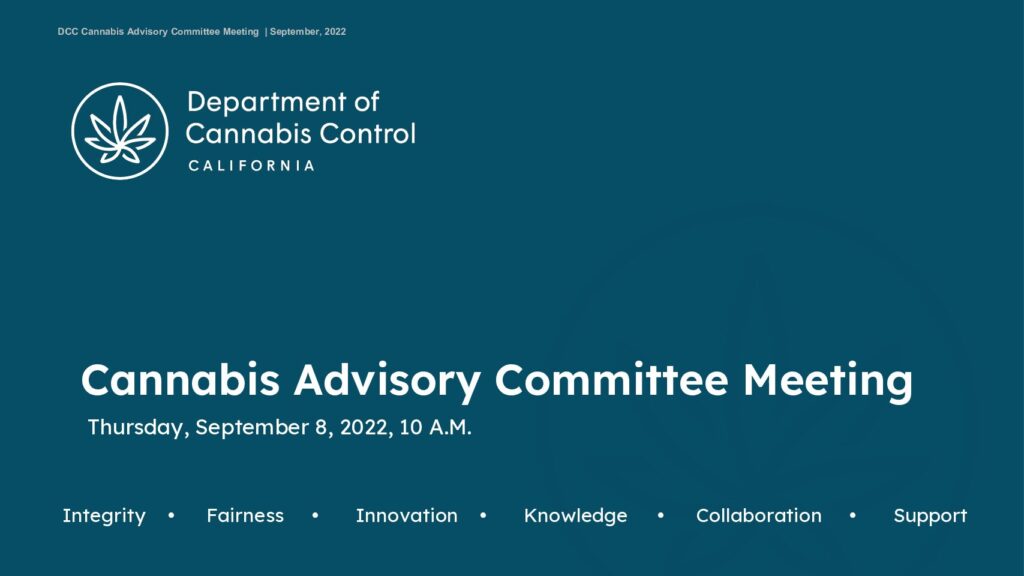 DCC Cannabis Advisory Committee Meeting | September, 2022
Department of
Cannabis Control
CALIFORNIA
Cannabis Advisory Committee Meeting
Thursday, September 8, 2022, 10 A.M.
Integrity • Fairness • Innovation • Knowledge • Collaboration • Support